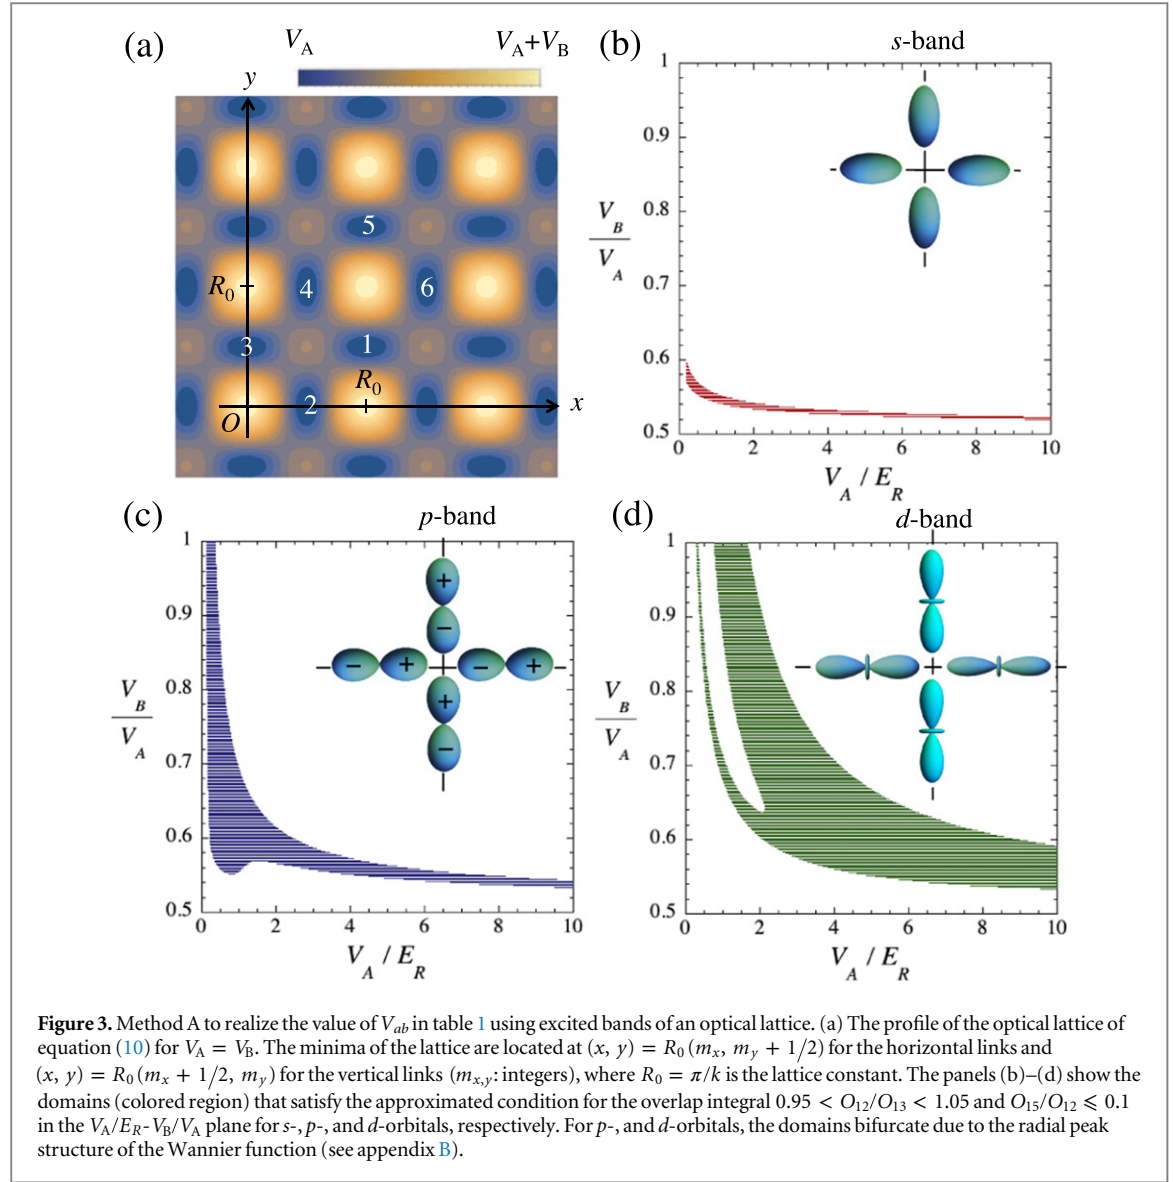 (a)
V_A
V_A+V_B
y
5
R_0
4
6
3
1
R_0
2
x
O
(b)
s-band
1
0.9
0.8
V_B
V_A
0.7
0.6
0.5
0
2
4
6
8
10
V_A / E_R
(c)
p-band
1
0.9
+
−
− + − +
0.8
V_B
V_A
+
−
0.7
0.6
0.5
0
2
4
6
8
10
V_A / E_R
(d)
d-band
1
0.9
0.8
V_B
V_A
0.7
0.6
0.5
0
2
4
6
8
10
V_A / E_R
Figure 3. Method A to realize the value of V_ab in table 1 using excited bands of an optical lattice. (a) The profile of the optical lattice of
equation (10) for V_A = V_B. The minima of the lattice are located at (x, y) = R_0 (m_x, m_y + 1/2) for the horizontal links and
(x, y) = R_0 (m_x + 1/2, m_y) for the vertical links (m_x,y: integers), where R_0 = π/k is the lattice constant. The panels (b)–(d) show the
domains (colored region) that satisfy the approximated condition for the overlap integral 0.95 < O_12/O_13 < 1.05 and O_15/O_12 ⩽ 0.1
in the V_A/E_R-V_B/V_A plane for s-, p-, and d-orbitals, respectively. For p-, and d-orbitals, the domains bifurcate due to the radial peak
structure of the Wannier function (see appendix B).